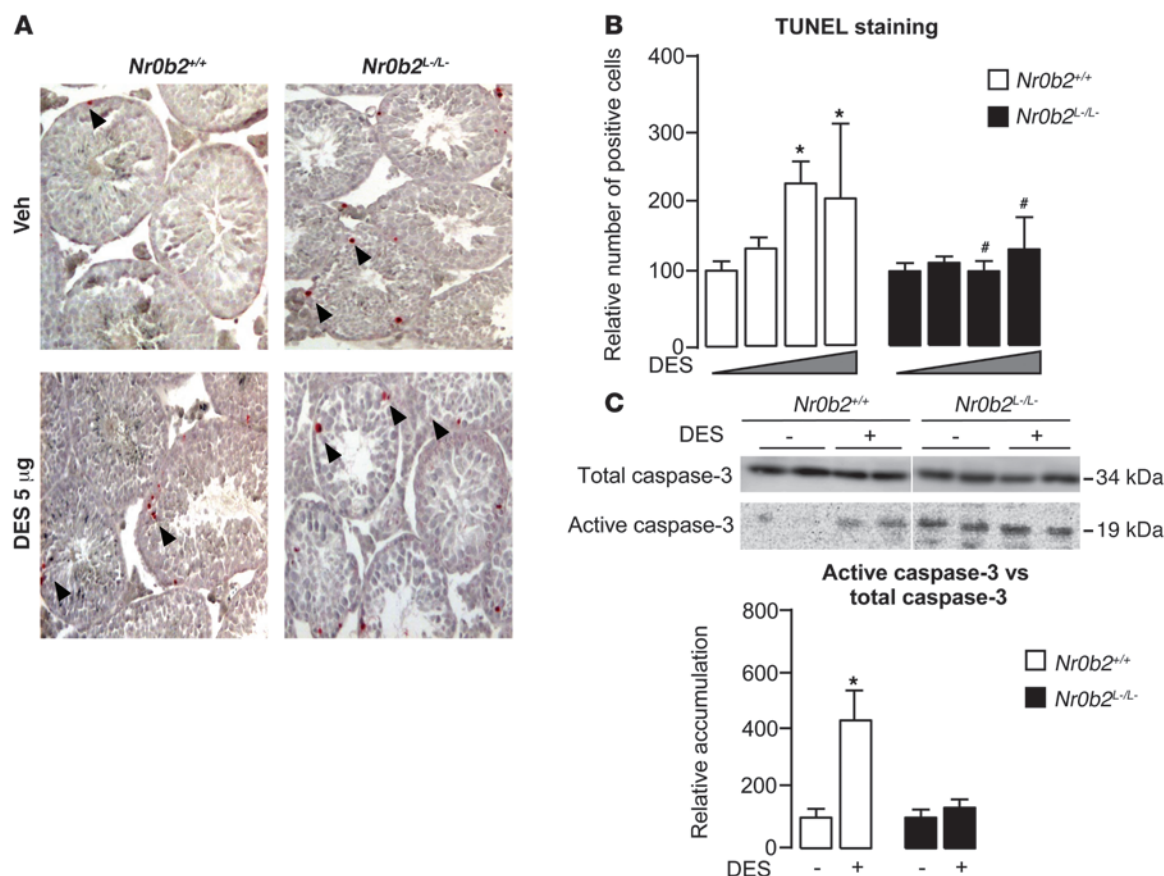 A
Nr0b2+/+
Nr0b2L-/L-
Veh
DES 5 µg
B
TUNEL staining
Relative number of positive cells
400
300
200
100
0
*
*
#
#
Nr0b2+/+
Nr0b2L-/L-
DES
C
Nr0b2+/+
Nr0b2L-/L-
DES
-
+
-
+
Total caspase-3
34 kDa
Active caspase-3
19 kDa
Active caspase-3 vs
total caspase-3
Relative accumulation
800
600
400
200
0
*
Nr0b2+/+
Nr0b2L-/L-
DES
-
+
-
+